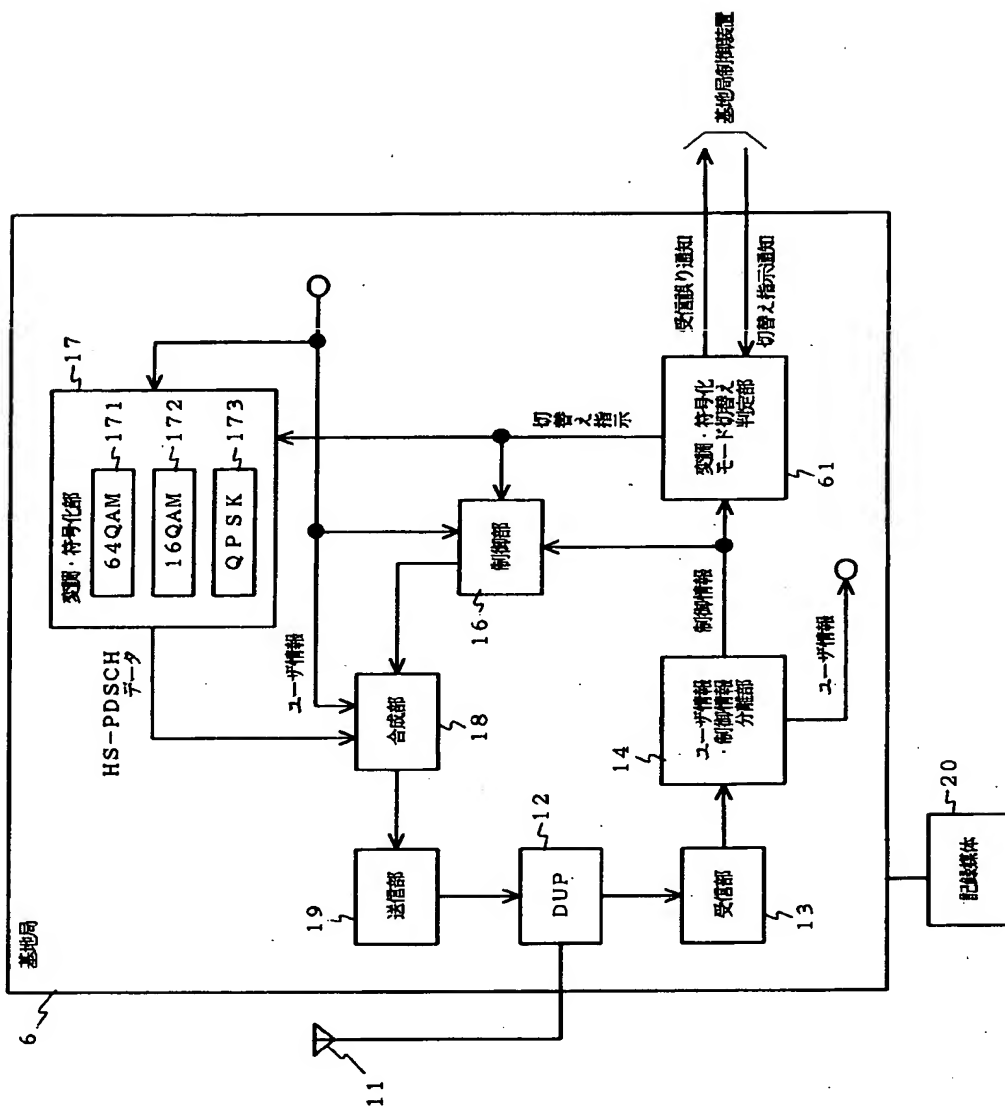 6
基地局
11
19
送信部
DUP
12
受信部
13
記録媒体
20
HS-PDSCH
データ
ユーザ情報
合成部
18
制御部
16
14
ユーザ情報
・制御情報
分離部
制御情報
ユーザ情報
変調・符号化部
17
64QAM
171
16QAM
172
QPSK
173
切替
え指示
変調・符号化
モード切替え
判定部
61
受信誤り通知
切替え指示通知
基地局制御装置